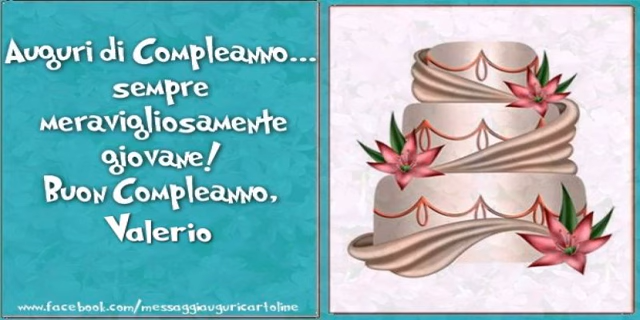 Auguri di Compleanno...
sempre
meravigliosamente
giovane!
Buon Compleanno,
Valerio
www.facebook.com/messaggiauguricartoline